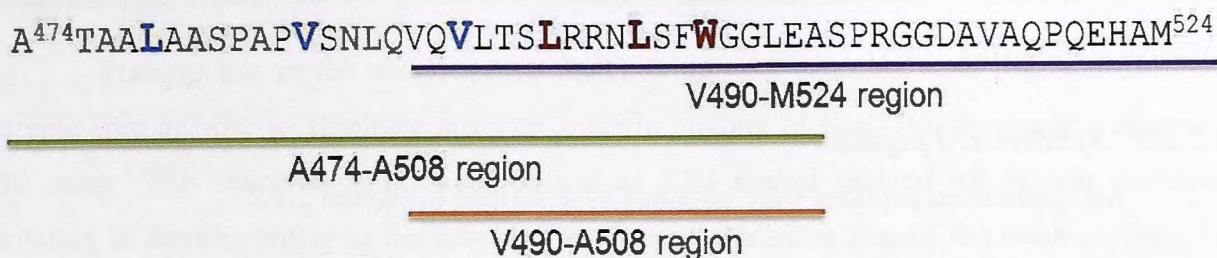 A⁴⁷⁴TAALAASPAPVSNLQVQVLTSLRRNLSFWGGLEASPRGGDAVAQPQEHAM⁵²⁴
V490-M524 region
A474-A508 region
V490-A508 region